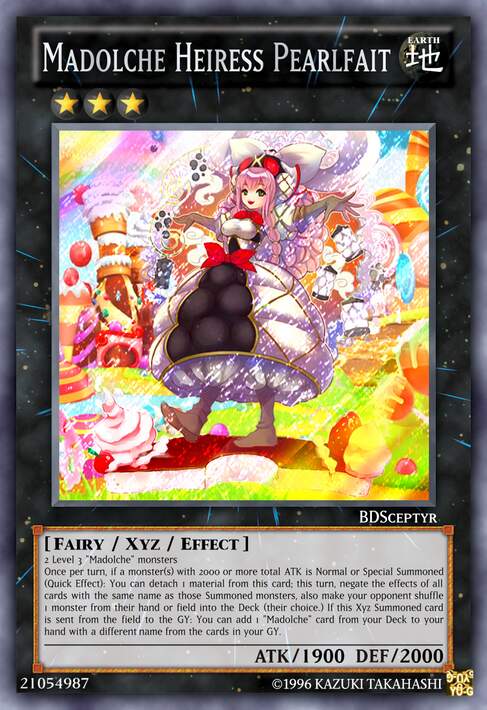 MADOLCHE HEIRESS PEARLFAIT
EARTH
地
BDSCEPTYR
[ FAIRY / XYZ / EFFECT ]
2 Level 3 "Madolche" monsters
Once per turn, if a monster(s) with 2000 or more total ATK is Normal or Special Summoned
(Quick Effect): You can detach 1 material from this card; this turn, negate the effects of all
cards with the same name as those Summoned monsters, also make your opponent shuffle
1 monster from their hand or field into the Deck (their choice.) If this Xyz Summoned card
is sent from the field to the GY: You can add 1 "Madolche" card from your Deck to your
hand with a different name from the cards in your GY.
ATK/1900 DEF/2000
21054987
©1996 KAZUKI TAKAHASHI